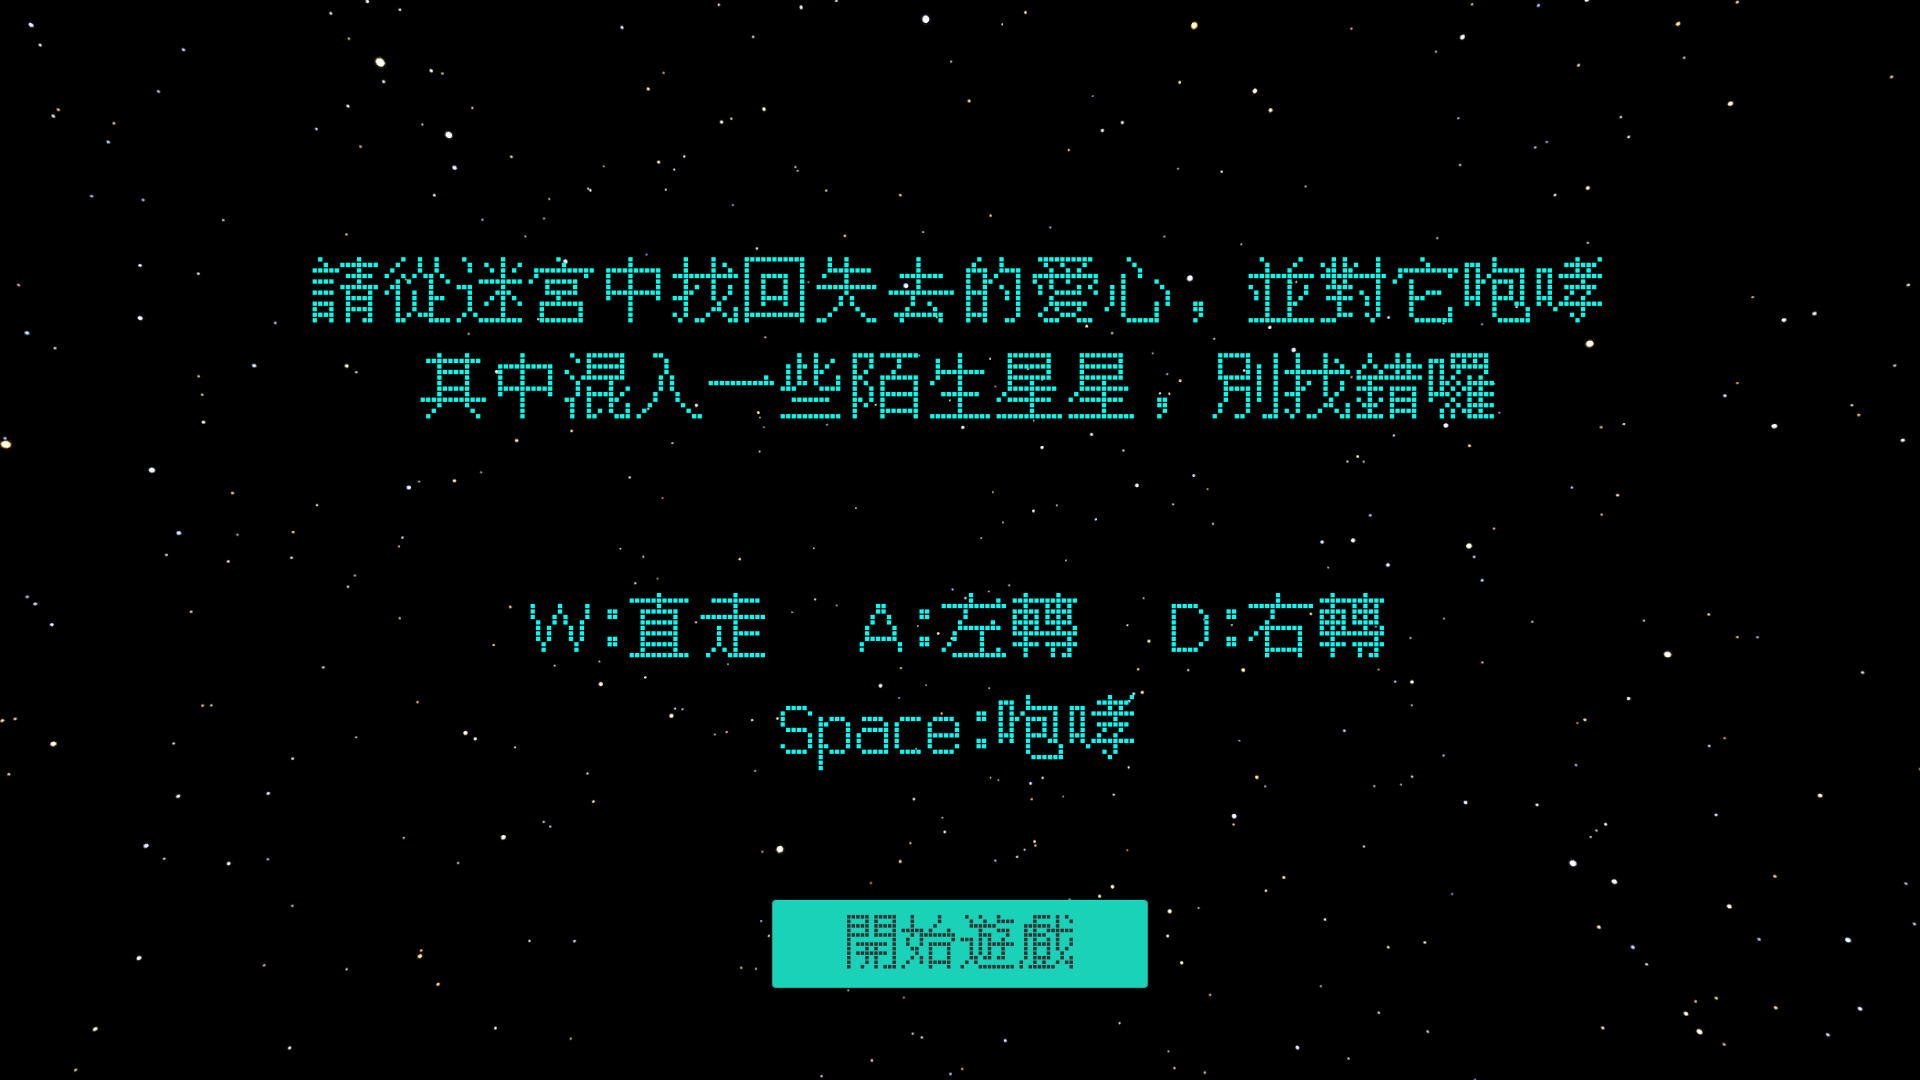 請從迷宮中找回失去的愛心，並對它咆哮
其中混入一些陌生星星，別找錯囉
W:直走 A:左轉 D:右轉
Space:咆哮
開始遊戲